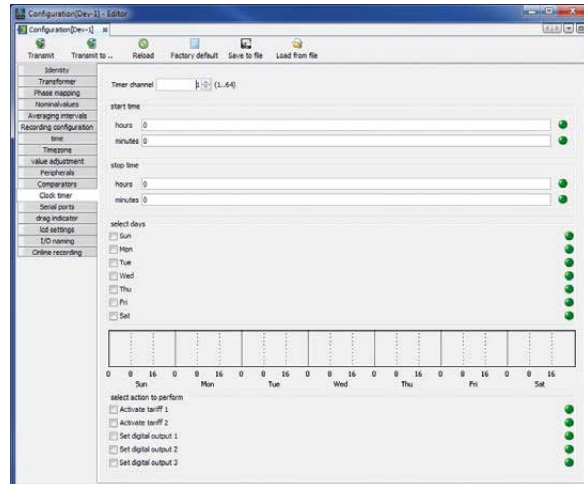 Configuration[Dev-1] - Editor
Configuration[Dev-1]
Transmit Transmit to ... Reload Factory default Save to file Load from file
Identity
Transformer
Phase mapping
Nominalvalues
Averaging intervals
Recording configuration
time
Timezone
value adjustment
Peripherals
Comparators
Clock timer
Serial ports
drag indicator
lcd settings
I/O naming
Online recording
Timer channel 1 (1..64)
start time
hours 0
minutes 0
stop time
hours 0
minutes 0
select days
Sun
Mon
Tue
Wed
Thu
Fri
Sat
0 8 16 0 8 16 0 8 16 0 8 16 0 8 16 0 8 16 0 8 16
Sun Mon Tue Wed Thu Fri Sat
select action to perform
Activate tariff 1
Activate tariff 2
Set digital output 1
Set digital output 2
Set digital output 3